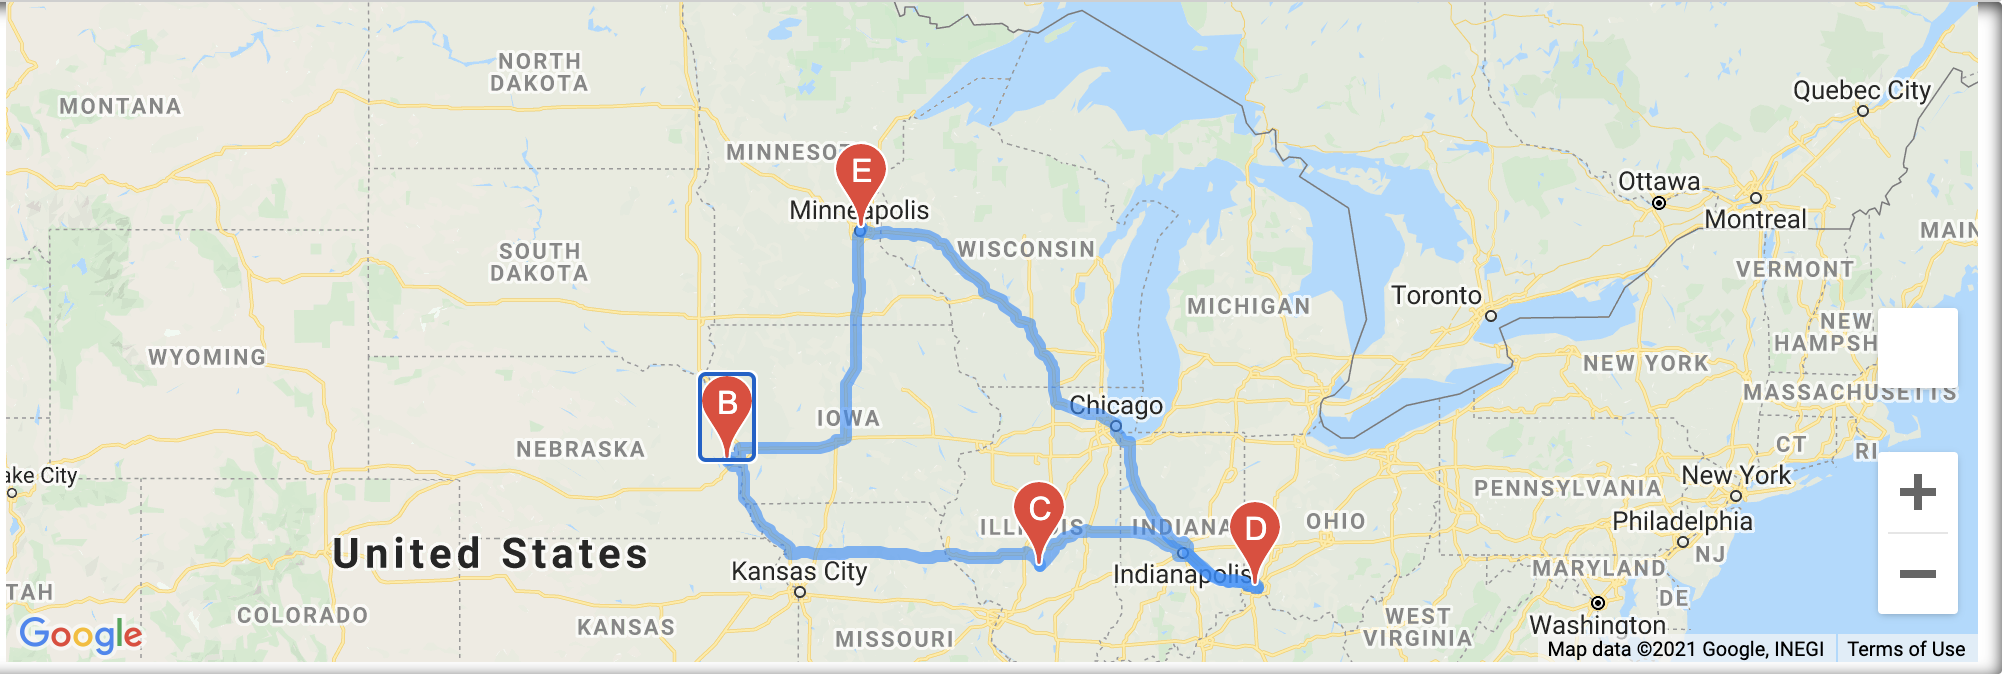 NORTH
DAKOTA
MONTANA
Quebec City
MINNESOT
E
Ottawa
Minneapolis
Montreal
MAIN
WISCONSIN
SOUTH
DAKOTA
VERMONT
Toronto
MICHIGAN
NEW
HAMPSH
WYOMING
NEW YORK
MASSACHUSETTS
B
Chicago
IOWA
NEBRASKA
CT
RI
ake City
New York
PENNSYLVANIA
C
Philadelphia
ILLINOIS
INDIANA
D
OHIO
United States
NJ
Kansas City
Indianapolis
MARYLAND
TAH
DE
COLORADO
KANSAS
MISSOURI
WEST
VIRGINIA
Washington
Google
Map data ©2021 Google, INEGI
Terms of Use